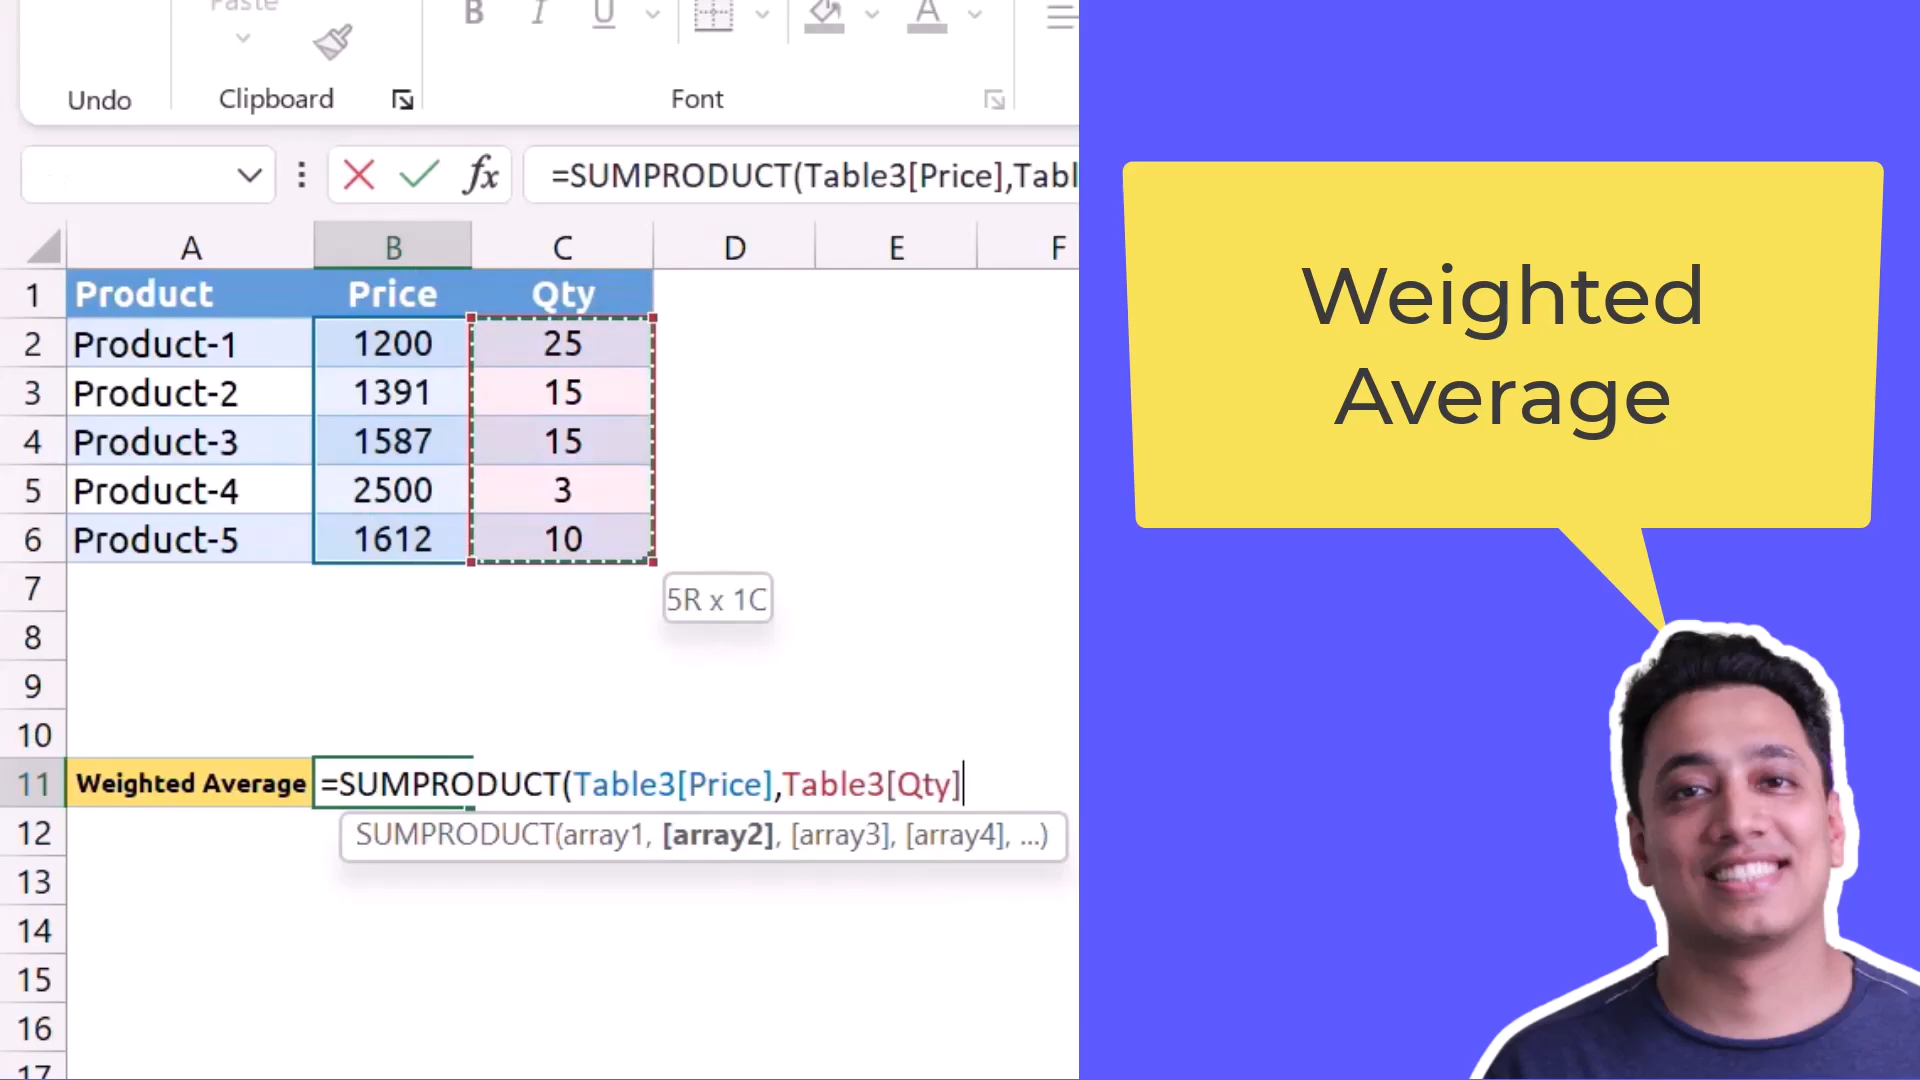 Paste
B I U A
Undo Clipboard Font
fx =SUMPRODUCT(Table3[Price],Tabl
A B C D E F
1 Product Price Qty
2 Product-1 1200 25
3 Product-2 1391 15
4 Product-3 1587 15
5 Product-4 2500 3
6 Product-5 1612 10
7 5R x 1C
8
9
10
11 Weighted Average =SUMPRODUCT(Table3[Price],Table3[Qty]
12 SUMPRODUCT(array1, [array2], [array3], [array4], ...)
13
14
15
16
17
Weighted
Average